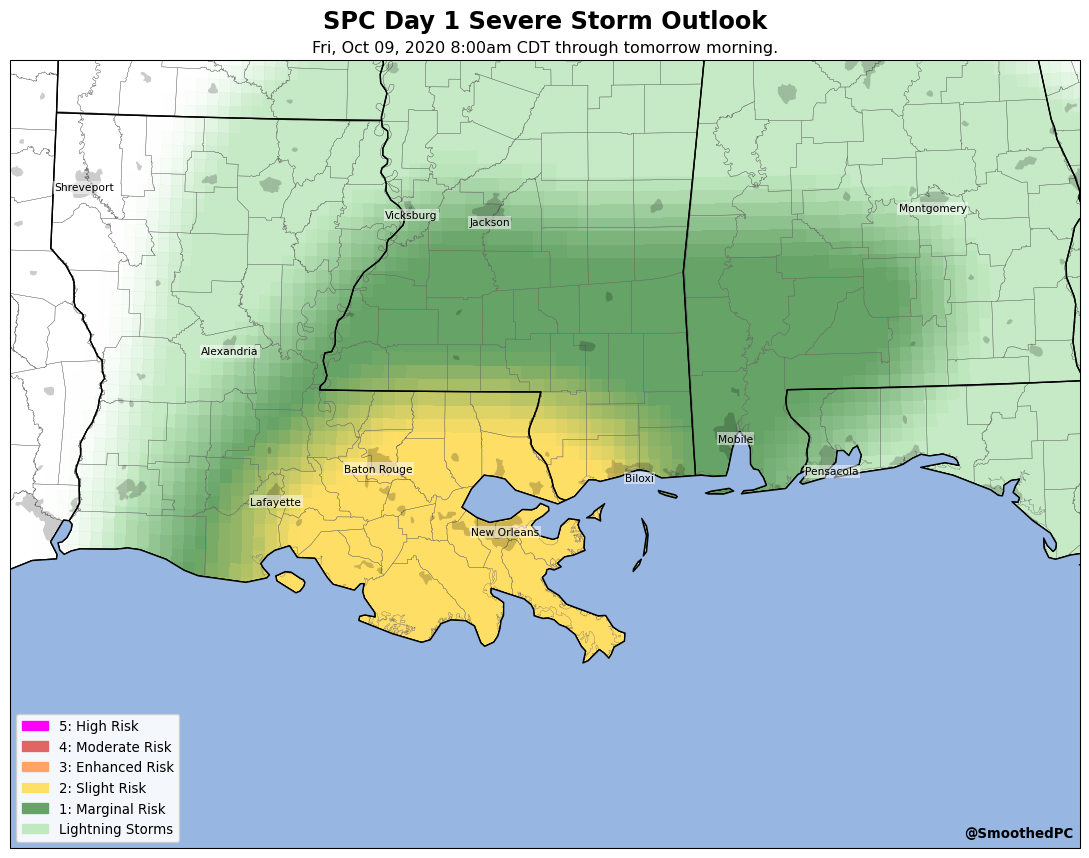 SPC Day 1 Severe Storm Outlook
Fri, Oct 09, 2020 8:00am CDT through tomorrow morning.
Shreveport
Vicksburg
Jackson
Montgomery
Alexandria
Mobile
Baton Rouge
Pensacola
Biloxi
Lafayette
New Orleans
5: High Risk
4: Moderate Risk
3: Enhanced Risk
2: Slight Risk
1: Marginal Risk
Lightning Storms
@SmoothedPC